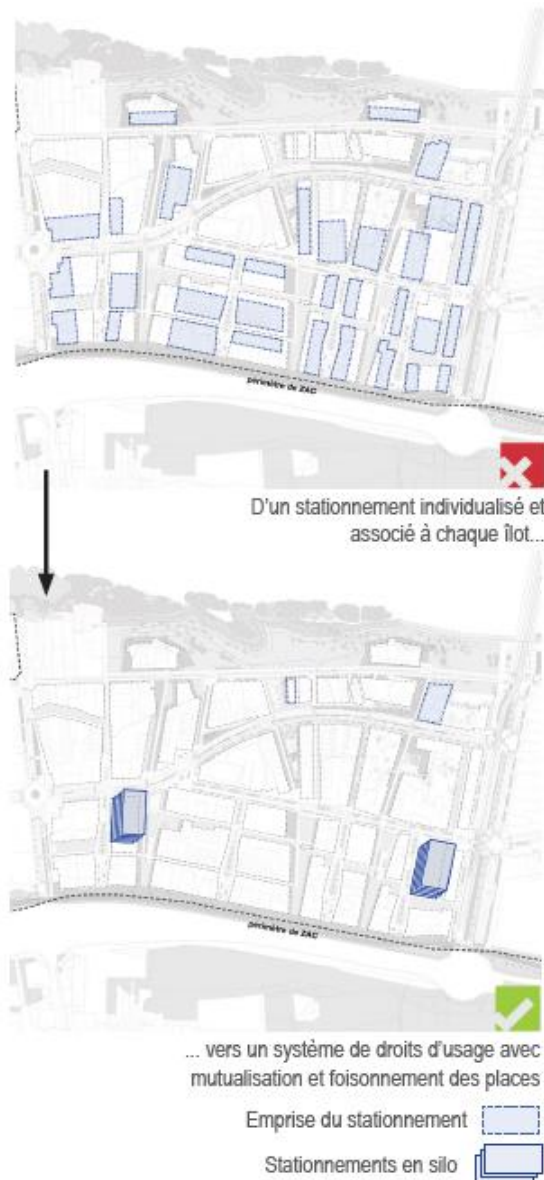 périmètre de ZAC
D'un stationnement individualisé et
associé à chaque îlot...
périmètre de ZAC
... vers un système de droits d'usage avec
mutualisation et foisonnement des places
Emprise du stationnement
Stationnements en silo